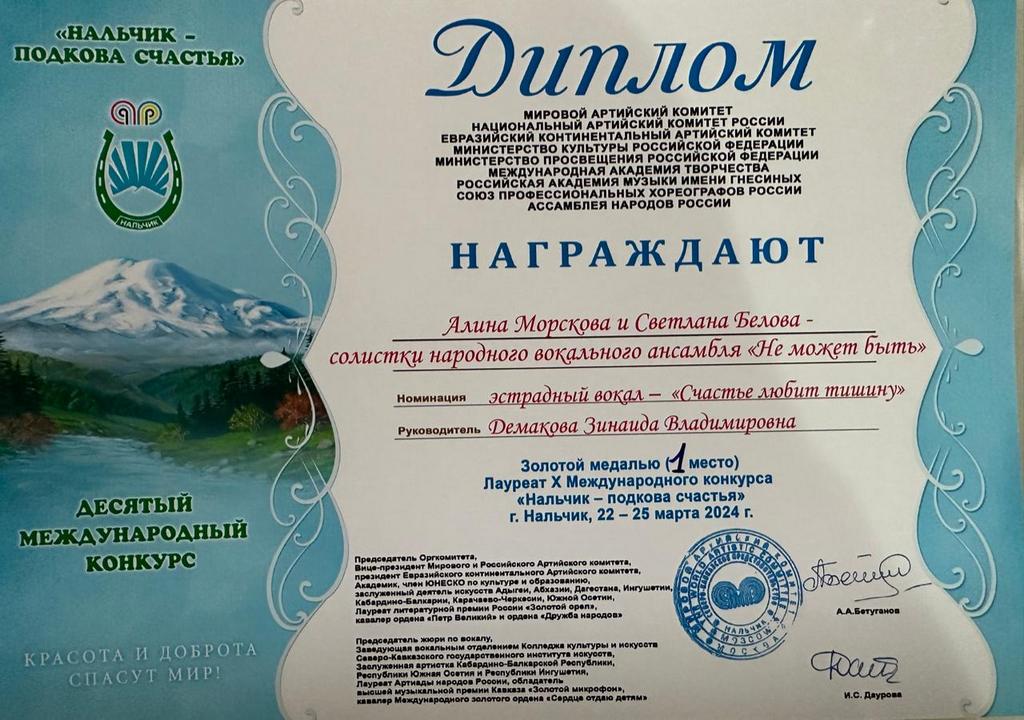 «НАЛЬЧИК –
ПОДКОВА СЧАСТЬЯ»
НАЛЬЧИК
ДЕСЯТЫЙ
МЕЖДУНАРОДНЫЙ
КОНКУРС
КРАСОТА И ДОБРОТА
СПАСУТ МИР!
Диплом
МИРОВОЙ АРТИЙСКИЙ КОМИТЕТ
НАЦИОНАЛЬНЫЙ АРТИЙСКИЙ КОМИТЕТ РОССИИ
ЕВРАЗИЙСКИЙ КОНТИНЕНТАЛЬНЫЙ АРТИЙСКИЙ КОМИТЕТ
МИНИСТЕРСТВО КУЛЬТУРЫ РОССИЙСКОЙ ФЕДЕРАЦИИ
МИНИСТЕРСТВО ПРОСВЕЩЕНИЯ РОССИЙСКОЙ ФЕДЕРАЦИИ
МЕЖДУНАРОДНАЯ АКАДЕМИЯ ТВОРЧЕСТВА
РОССИЙСКАЯ АКАДЕМИЯ МУЗЫКИ ИМЕНИ ГНЕСИНЫХ
СОЮЗ ПРОФЕССИОНАЛЬНЫХ ХОРЕОГРАФОВ РОССИИ
АССАМБЛЕЯ НАРОДОВ РОССИИ
НАГРАЖДАЮТ
Алина Морскова и Светлана Белова -
солистки народного вокального ансамбля «Не может быть»
Номинация эстрадный вокал – «Счастье любит тишину»
Руководитель Демакова Зинаида Владимировна
Золотой медалью (1 место)
Лауреат X Международного конкурса
«Нальчик – подкова счастья»
г. Нальчик, 22 – 25 марта 2024 г.
Председатель Оргкомитета,
Вице-президент Мирового и Российского Артийского комитета,
президент Евразийского континентального Артийского комитета,
Академик, член ЮНЕСКО по культуре и образованию,
заслуженный деятель искусств Адыгеи, Абхазии, Дагестана, Ингушетии,
Кабардино-Балкарии, Карачаево-Черкесии, Южной Осетии,
Лауреат литературной премии России «Золотой орел»,
кавалер ордена «Петр Великий» и ордена «Дружба народов»
А.А.Бетуганов
Председатель жюри по вокалу,
Заведующая вокальным отделением Колледжа культуры и искусств
Северо-Кавказского государственного института искусств,
Заслуженная артистка Кабардино-Балкарской Республики,
Республики Южная Осетия и Республики Ингушетия,
Лауреат Артиады народов России, обладатель
высшей музыкальной премии Кавказа «Золотой микрофон»,
кавалер Международного золотого ордена «Сердце отдаю детям»
И.С. Даурова